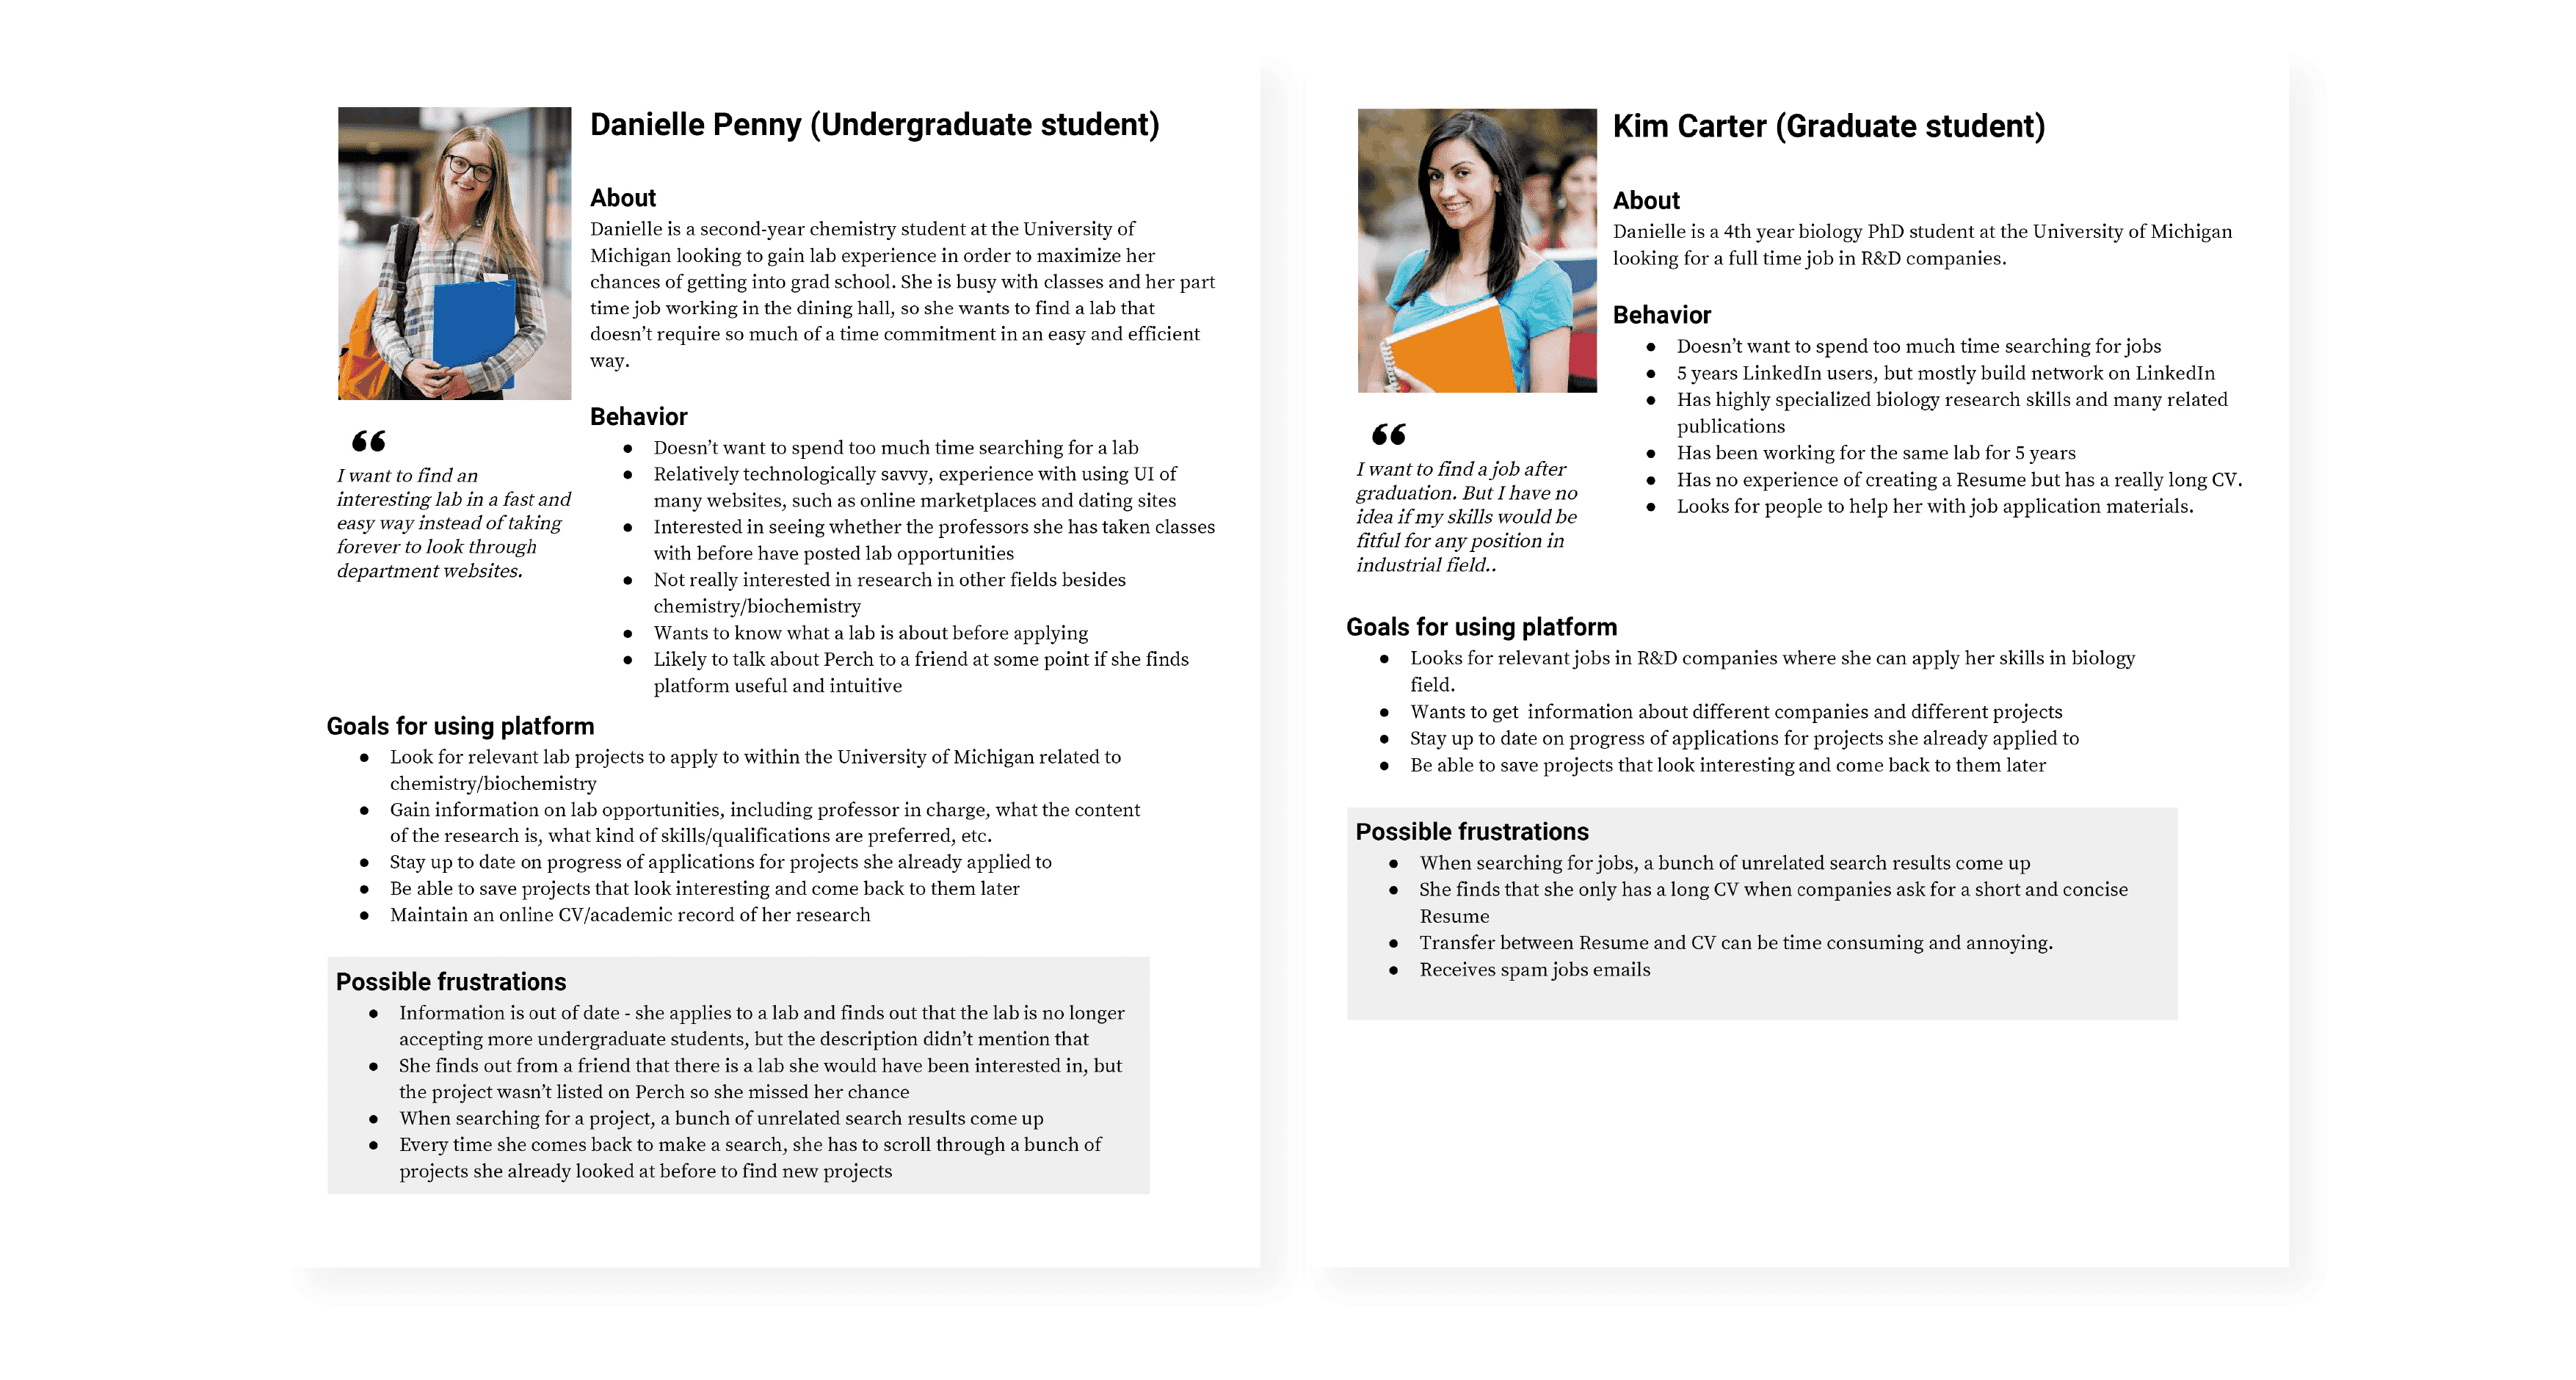 Danielle Penny (Undergraduate student)
About
Danielle is a second-year chemistry student at the University of
Michigan looking to gain lab experience in order to maximize her
chances of getting into grad school. She is busy with classes and her part
time job working in the dining hall, so she wants to find a lab that
doesn’t require so much of a time commitment in an easy and efficient
way.
“
I want to find an
interesting lab in a fast and
easy way instead of taking
forever to look through
department websites.
Behavior
● Doesn’t want to spend too much time searching for a lab
● Relatively technologically savvy, experience with using UI of
many websites, such as online marketplaces and dating sites
● Interested in seeing whether the professors she has taken classes
with before have posted lab opportunities
● Not really interested in research in other fields besides
chemistry/biochemistry
● Wants to know what a lab is about before applying
● Likely to talk about Perch to a friend at some point if she finds
platform useful and intuitive
Goals for using platform
● Look for relevant lab projects to apply to within the University of Michigan related to
chemistry/biochemistry
● Gain information on lab opportunities, including professor in charge, what the content
of the research is, what kind of skills/qualifications are preferred, etc.
● Stay up to date on progress of applications for projects she already applied to
● Be able to save projects that look interesting and come back to them later
● Maintain an online CV/academic record of her research
Possible frustrations
● Information is out of date - she applies to a lab and finds out that the lab is no longer
accepting more undergraduate students, but the description didn’t mention that
● She finds out from a friend that there is a lab she would have been interested in, but
the project wasn’t listed on Perch so she missed her chance
● When searching for a project, a bunch of unrelated search results come up
● Every time she comes back to make a search, she has to scroll through a bunch of
projects she already looked at before to find new projects
Kim Carter (Graduate student)
About
Danielle is a 4th year biology PhD student at the University of Michigan
looking for a full time job in R&D companies.
“
I want to find a job after
graduation. But I have no
idea if my skills would be
fitful for any position in
industrial field..
Behavior
● Doesn’t want to spend too much time searching for jobs
● 5 years LinkedIn users, but mostly build network on LinkedIn
● Has highly specialized biology research skills and many related
publications
● Has been working for the same lab for 5 years
● Has no experience of creating a Resume but has a really long CV.
● Looks for people to help her with job application materials.
Goals for using platform
● Looks for relevant jobs in R&D companies where she can apply her skills in biology
field.
● Wants to get  information about different companies and different projects
● Stay up to date on progress of applications for projects she already applied to
● Be able to save projects that look interesting and come back to them later
Possible frustrations
● When searching for jobs, a bunch of unrelated search results come up
● She finds that she only has a long CV when companies ask for a short and concise
Resume
● Transfer between Resume and CV can be time consuming and annoying.
● Receives spam jobs emails